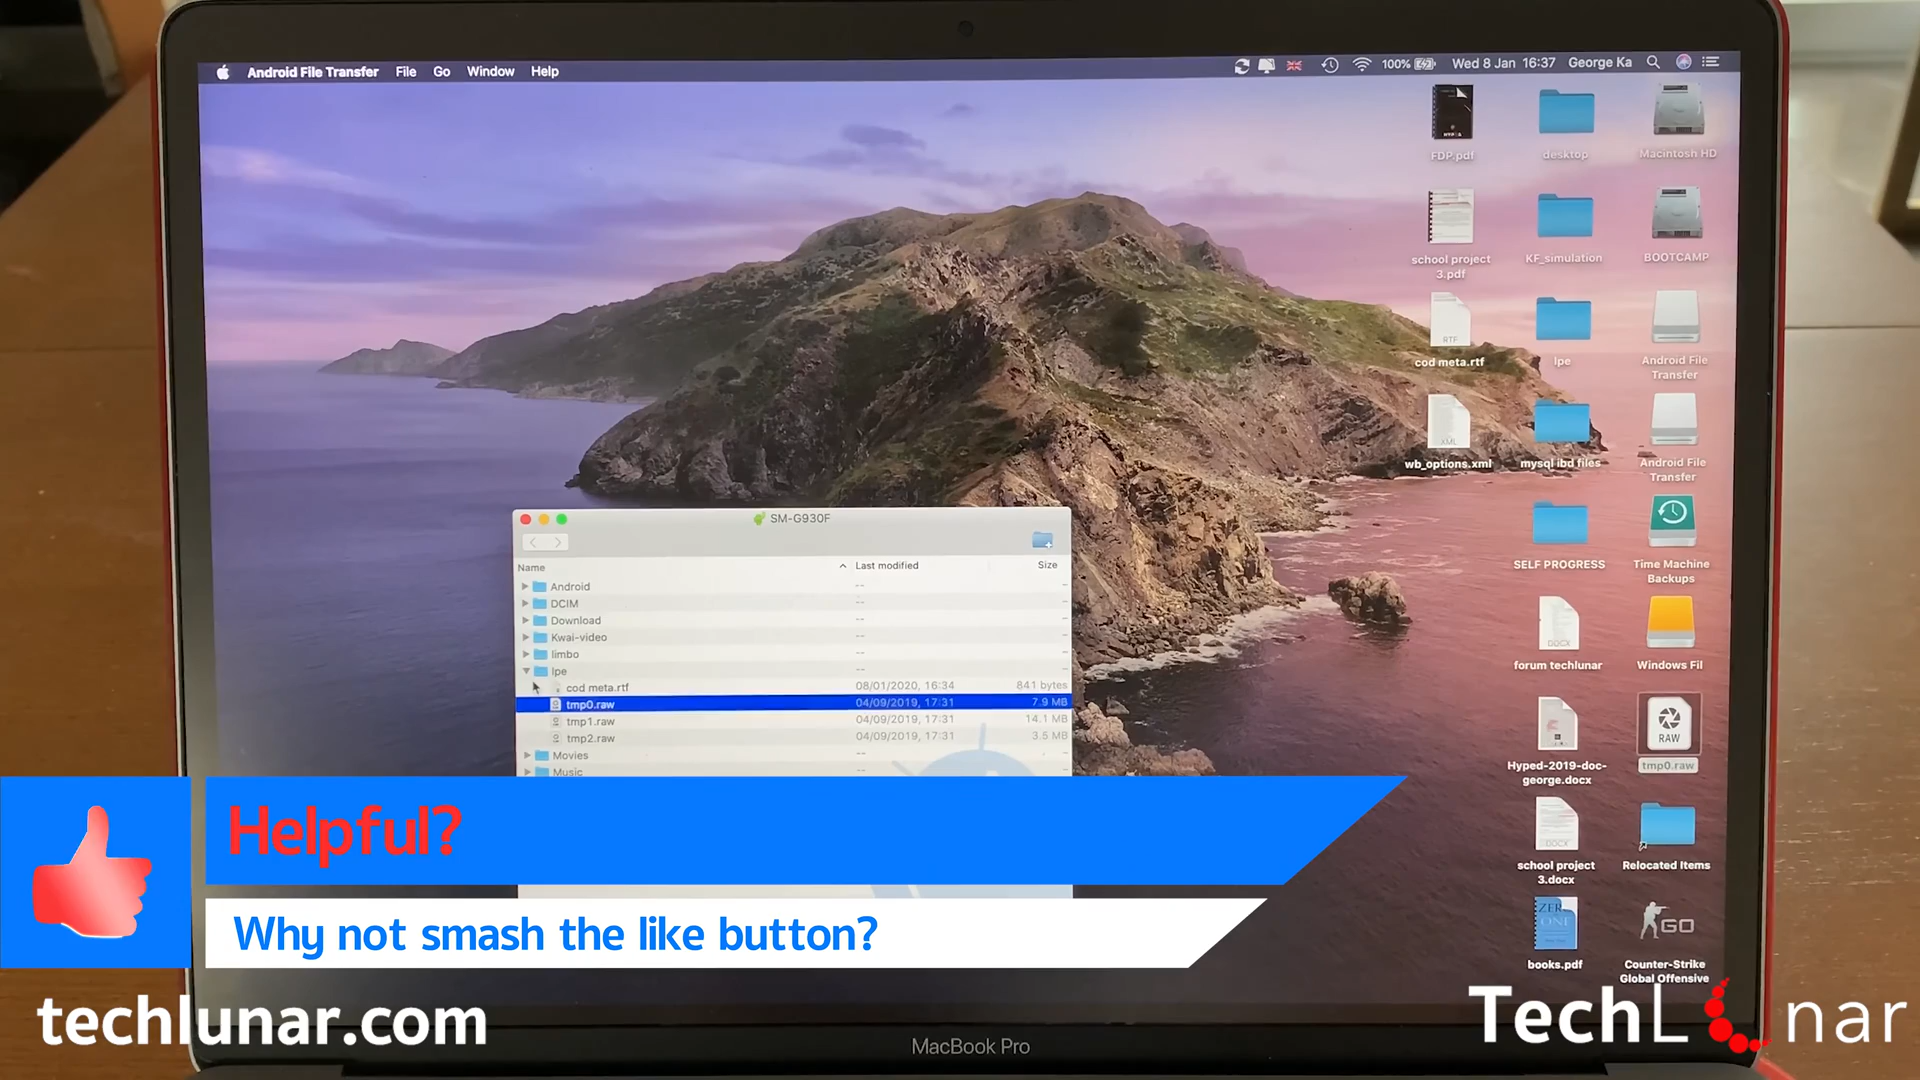 Android File Transfer File Go Window Help
100% Wed 8 Jan 16:37 George Ka
FDP.pdf
desktop
Macintosh HD
school project
3.pdf
KF_simulation
BOOTCAMP
RTF
cod meta.rtf
lpe
Android File
Transfer
XML
wb_options.xml
mysql ibd files
Android File
Transfer
SELF PROGRESS
Time Machine
Backups
DOCX
forum techlunar
Windows Fil
Hyped-2019-doc-
george.docx
RAW
tmp0.raw
DOCX
school project
3.docx
Relocated Items
ZER
ONE
books.pdf
GO
Counter-Strike
Global Offensive
SM-G930F
Name Last modified Size
Android --
DCIM --
Download --
Kwai-video --
limbo --
lpe --
cod meta.rtf 08/01/2020, 16:34 841 bytes
tmp0.raw 04/09/2019, 17:31 7.9 MB
tmp1.raw 04/09/2019, 17:31 14.1 MB
tmp2.raw 04/09/2019, 17:31 3.5 MB
Movies --
Music
Helpful?
Why not smash the like button?
techlunar.com
TechLunar
MacBook Pro